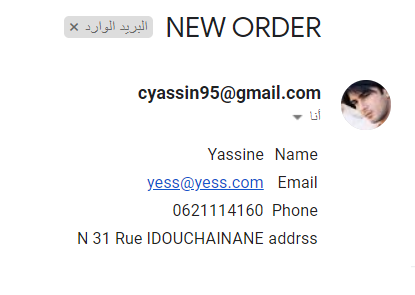 NEW ORDER البريد الوارد ×
cyassin95@gmail.com
أنا
Name Yassine
Email yess@yess.com
Phone 0621114160
addrss N 31 Rue IDOUCHAINANE